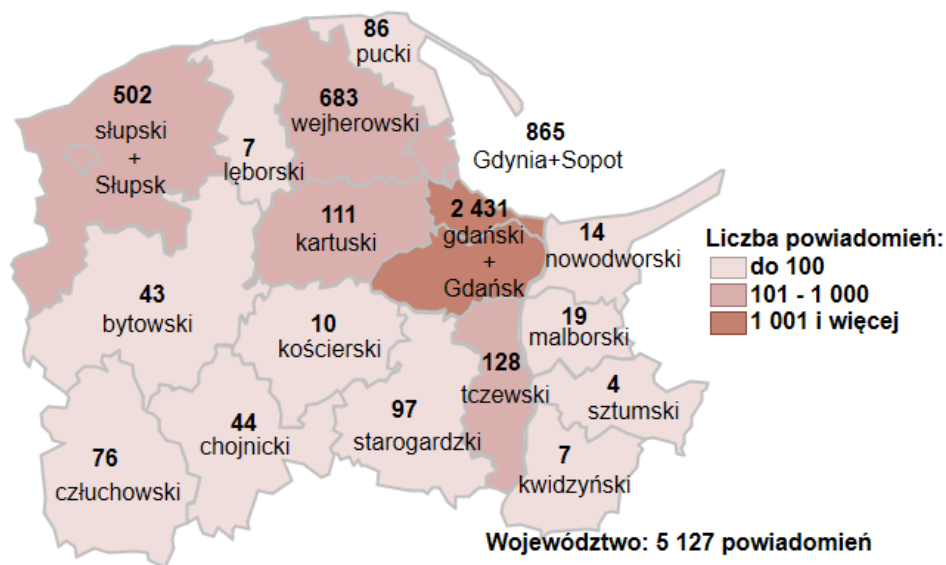 86
pucki
502
słupski
+
Słupsk
683
wejherowski
7
lęborski
865
Gdynia+Sopot
111
kartuski
2 431
gdański
+
Gdańsk
14
nowodworski
Liczba powiadomień:
do 100
101 - 1 000
1 001 i więcej
43
bytowski
10
kościerski
19
malborski
128
tczewski
4
sztumski
44
chojnicki
97
starogardzki
76
człuchowski
7
kwidzyński
Województwo: 5 127 powiadomień